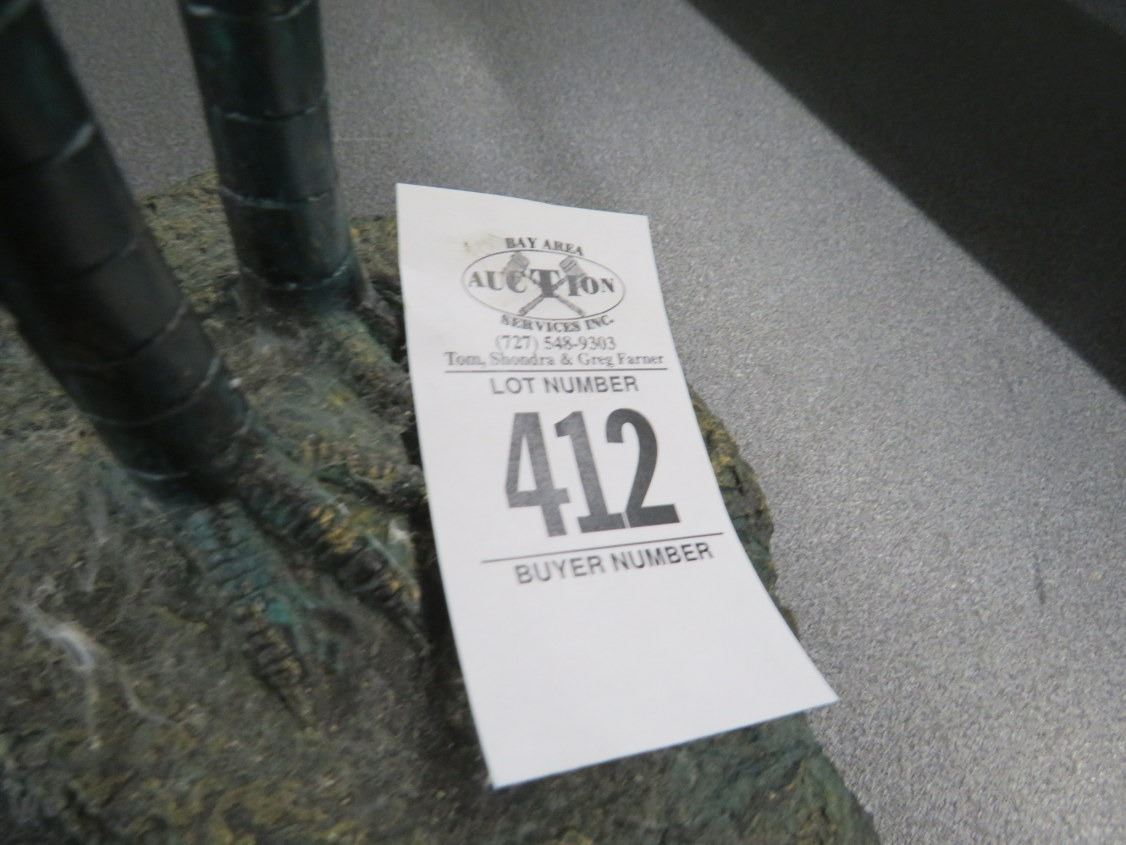 BAY AREA
AUCTION
SERVICES INC.
(727) 548-9303
Tom, Shondra & Greg Farner
LOT NUMBER
412
BUYER NUMBER